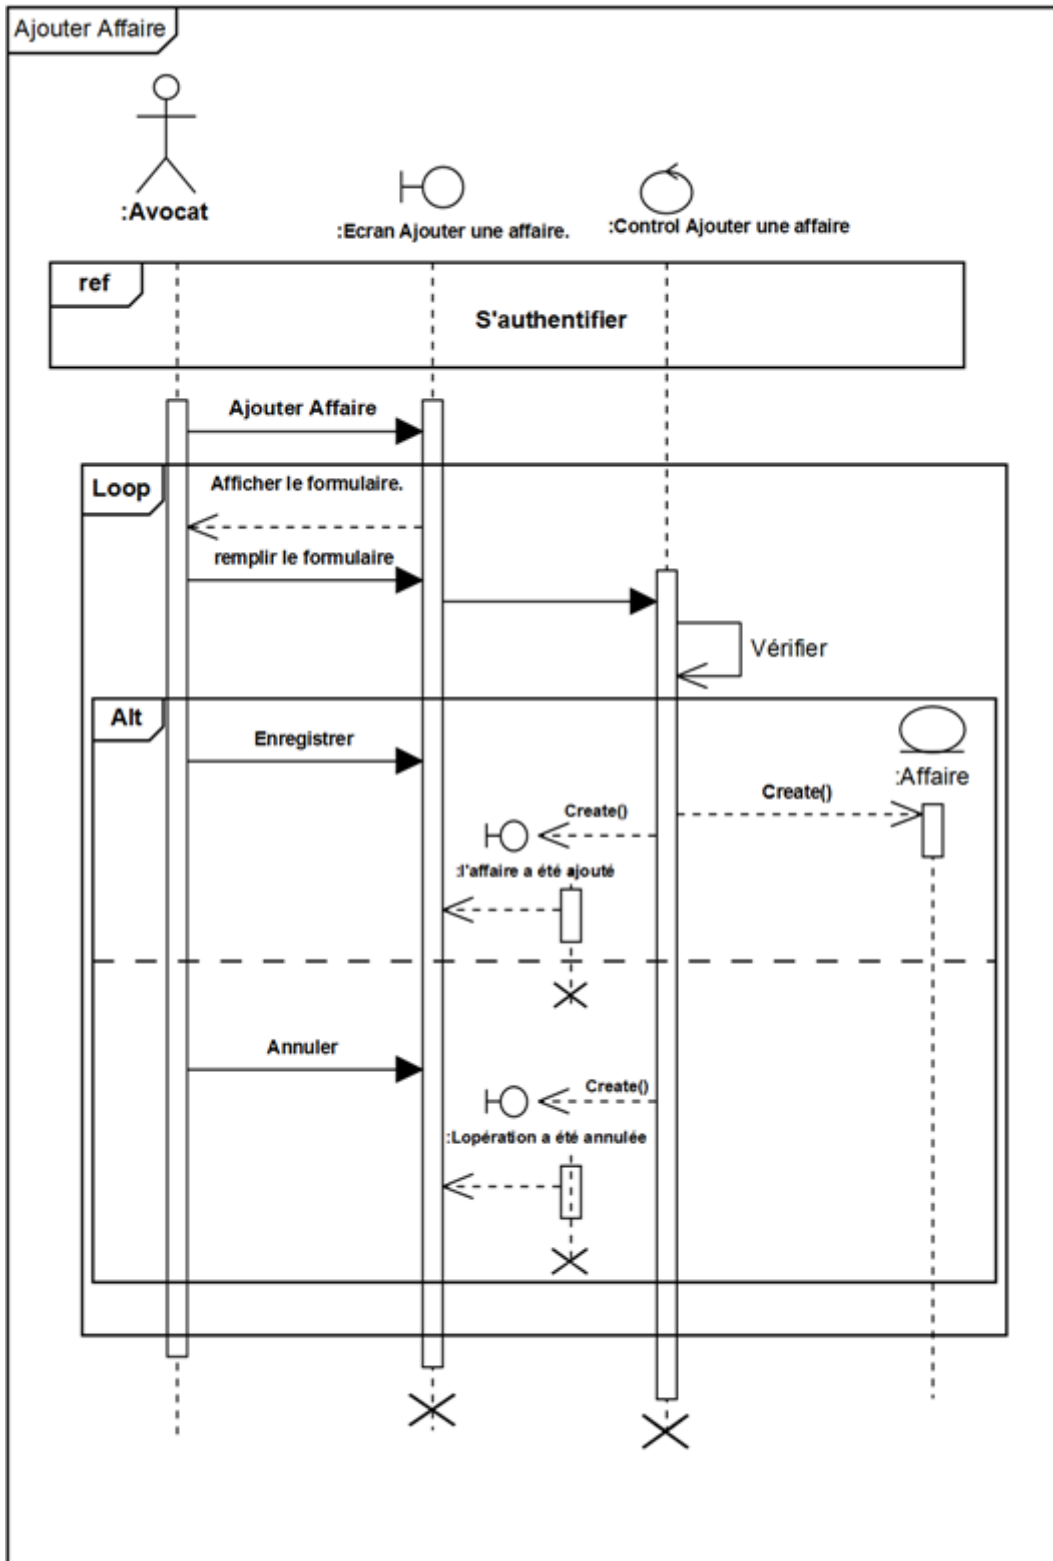 Ajouter Affaire
:Avocat
:Ecran Ajouter une affaire.
:Control Ajouter une affaire
ref
S'authentifier
Ajouter Affaire
Loop
Afficher le formulaire.
remplir le formulaire
Vérifier
Alt
Enregistrer
:Affaire
Create()
Create()
:l'affaire a été ajouté
Annuler
Create()
:Lopération a été annulée